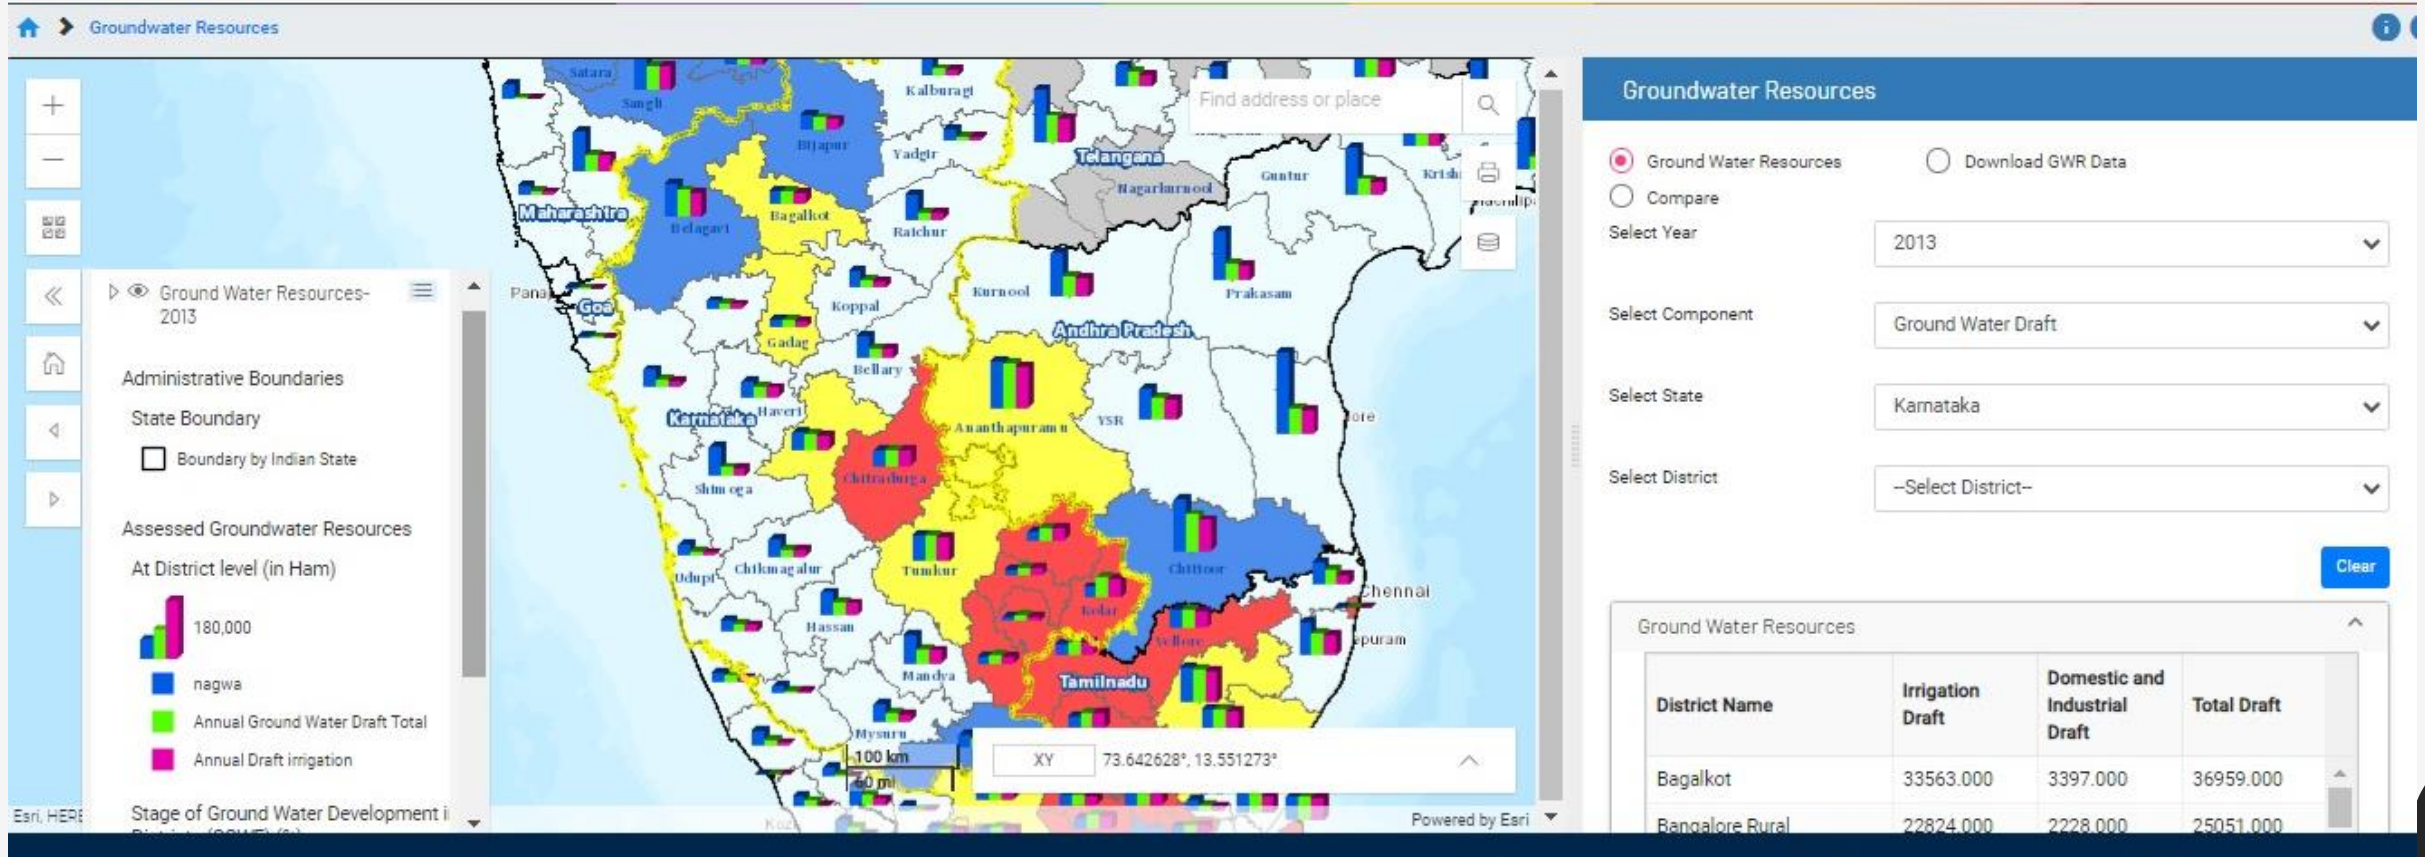 Groundwater Resources
Satara
Sangli
Kalburagi
Find address or place
Bijapur
Yadgir
Telangana
Nagarkurnool
Guntur
Krish
Maharashtra
Belagavi
Bagalkot
Raichur
Pana
Goa
Koppal
Kurnool
Prakasam
Gadag
Andhra Pradesh
Bellary
Haveri
Karnataka
Ananthapuramu
YSR
ore
Shimoga
Chitradurga
Udupi
Chikmagalur
Tumkur
Chittoor
Chennai
Kolar
Hassan
Vellore
epuram
Mandya
Tamilnadu
Mysuru
100 km
60 mi
XY
73.642628°, 13.551273°
Koz
Powered by Esri
Esri, HERE
Ground Water Resources-
2013
Administrative Boundaries
State Boundary
Boundary by Indian State
Assessed Groundwater Resources
At District level (in Ham)
180,000
nagwa
Annual Ground Water Draft Total
Annual Draft irrigation
Stage of Ground Water Development i
Groundwater Resources
Ground Water Resources Download GWR Data
Compare
Select Year 2013
Select Component Ground Water Draft
Select State Karnataka
Select District --Select District--
Clear
Ground Water Resources
District Name Irrigation Draft Domestic and Industrial Draft Total Draft
Bagalkot 33563.000 3397.000 36959.000
Bangalore Rural 22824.000 2228.000 25051.000